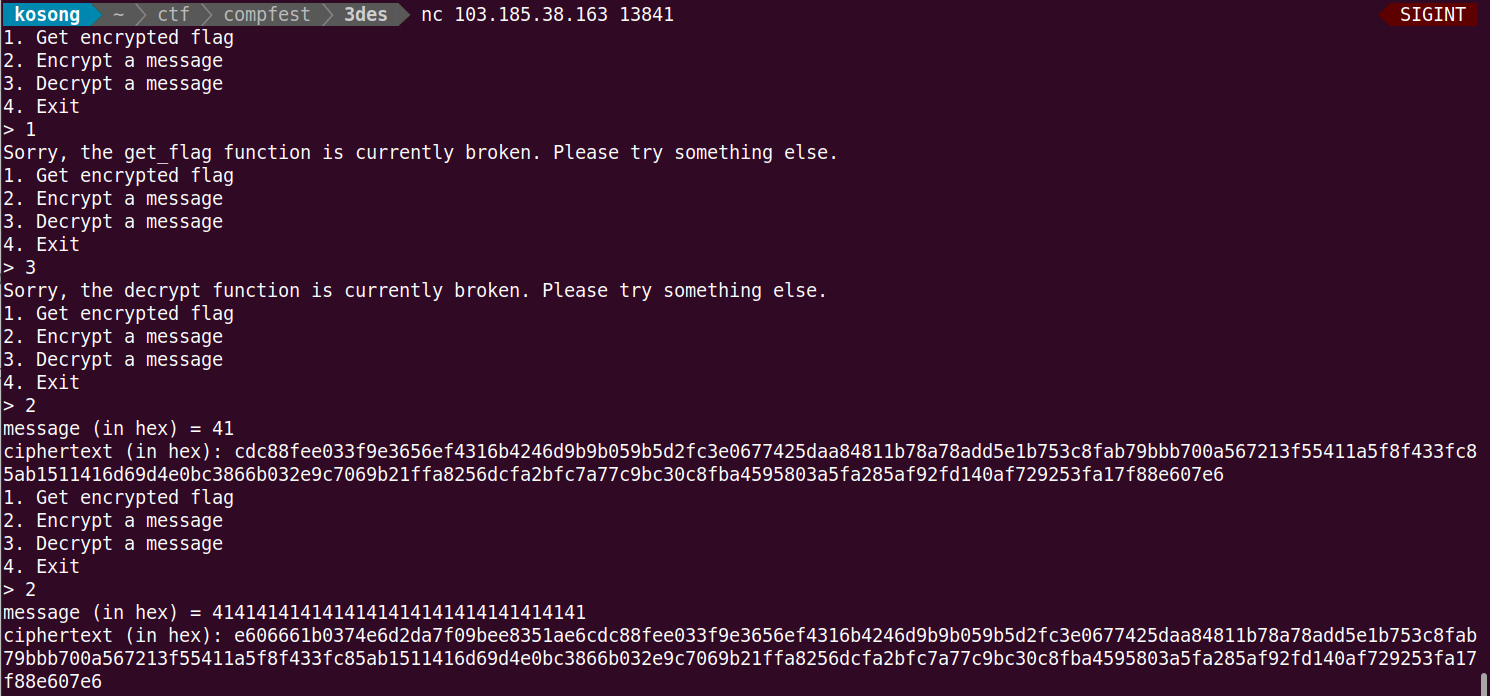 kosong ~ ctf compfest 3des nc 103.185.38.163 13841 SIGINT
1. Get encrypted flag
2. Encrypt a message
3. Decrypt a message
4. Exit
> 1
Sorry, the get_flag function is currently broken. Please try something else.
1. Get encrypted flag
2. Encrypt a message
3. Decrypt a message
4. Exit
> 3
Sorry, the decrypt function is currently broken. Please try something else.
1. Get encrypted flag
2. Encrypt a message
3. Decrypt a message
4. Exit
> 2
message (in hex) = 41
ciphertext (in hex): cdc88fee033f9e3656ef4316b4246d9b9b059b5d2fc3e0677425daa84811b78a78add5e1b753c8fab79bbb700a567213f55411a5f8f433fc8
5ab1511416d69d4e0bc3866b032e9c7069b21ffa8256dcfa2bfc7a77c9bc30c8fba4595803a5fa285af92fd140af729253fa17f88e607e6
1. Get encrypted flag
2. Encrypt a message
3. Decrypt a message
4. Exit
> 2
message (in hex) = 4141414141414141414141414141414141
ciphertext (in hex): e606661b0374e6d2da7f09bee8351ae6cdc88fee033f9e3656ef4316b4246d9b9b059b5d2fc3e0677425daa84811b78a78add5e1b753c8fab
79bbb700a567213f55411a5f8f433fc85ab1511416d69d4e0bc3866b032e9c7069b21ffa8256dcfa2bfc7a77c9bc30c8fba4595803a5fa285af92fd140af729253fa17
f88e607e6